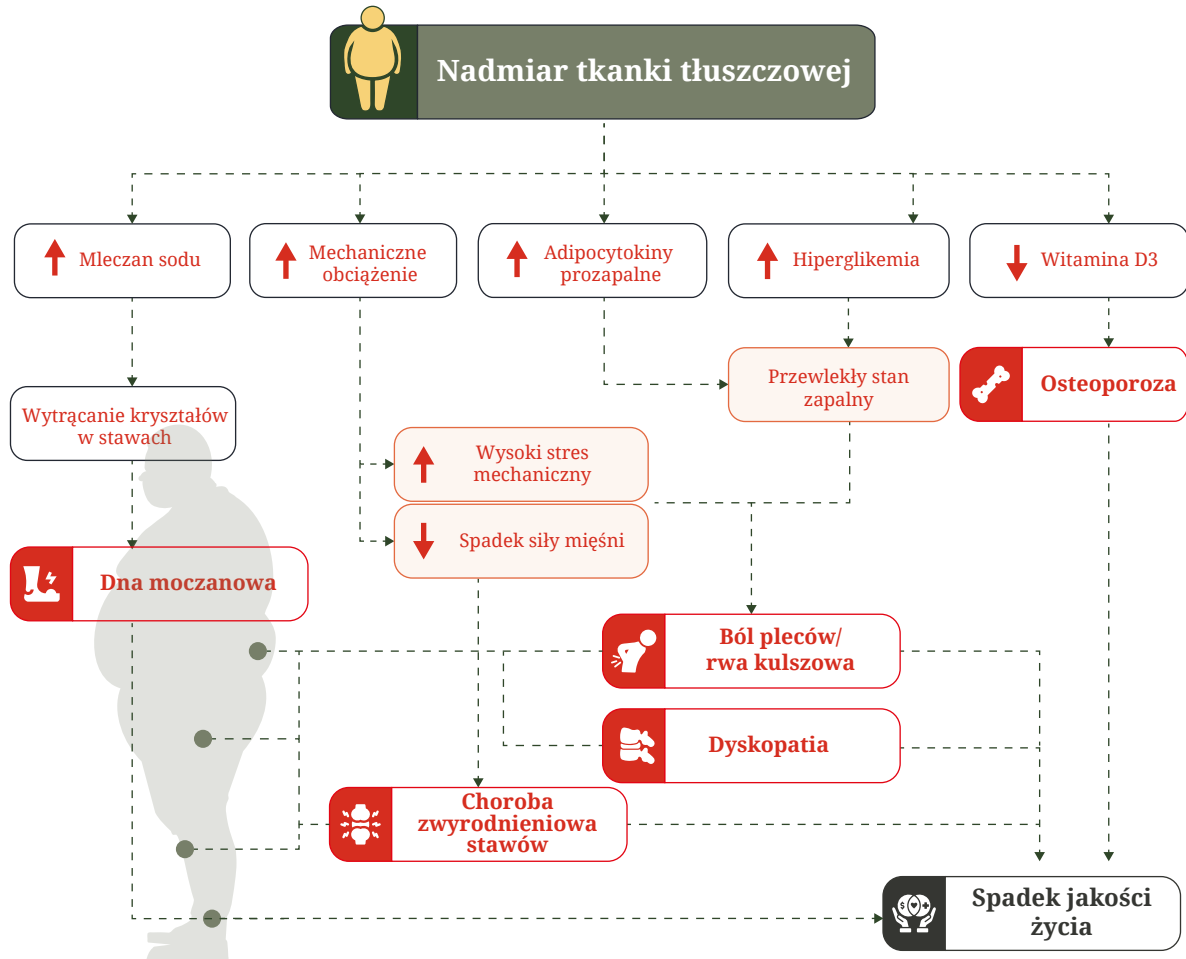 Nadmiar tkanki tłuszczowej
Mleczan sodu
Mechaniczne
obciążenie
Adipocytokiny
prozapalne
Hiperglikemia
Witamina D3
Przewlekły stan
zapalny
Osteoporoza
Wytrącanie kryształów
w stawach
Wysoki stres
mechaniczny
Spadek siły mięśni
Dna moczanowa
Ból pleców/
rwa kulszowa
Dyskopatia
Choroba
zwyrodnieniowa
stawów
Spadek jakości
życia